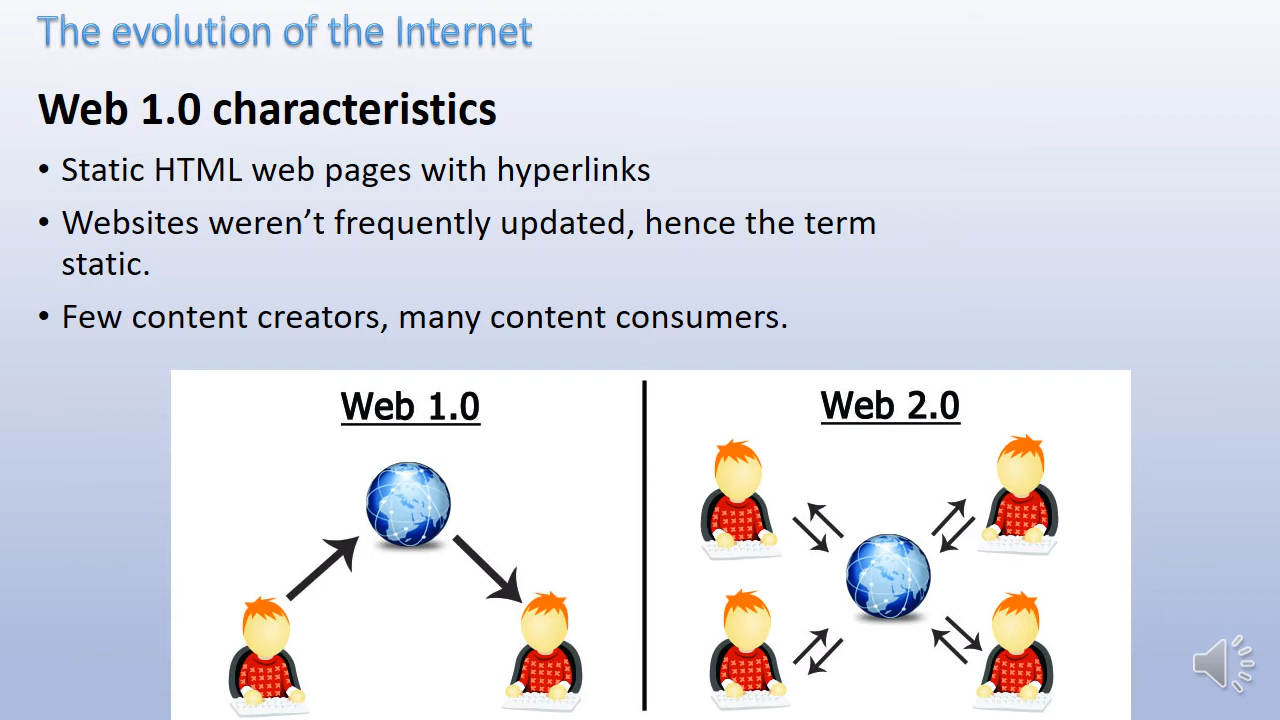 The evolution of the Internet
Web 1.0 characteristics
• Static HTML web pages with hyperlinks
• Websites weren’t frequently updated, hence the term
static.
• Few content creators, many content consumers.
Web 1.0
Web 2.0